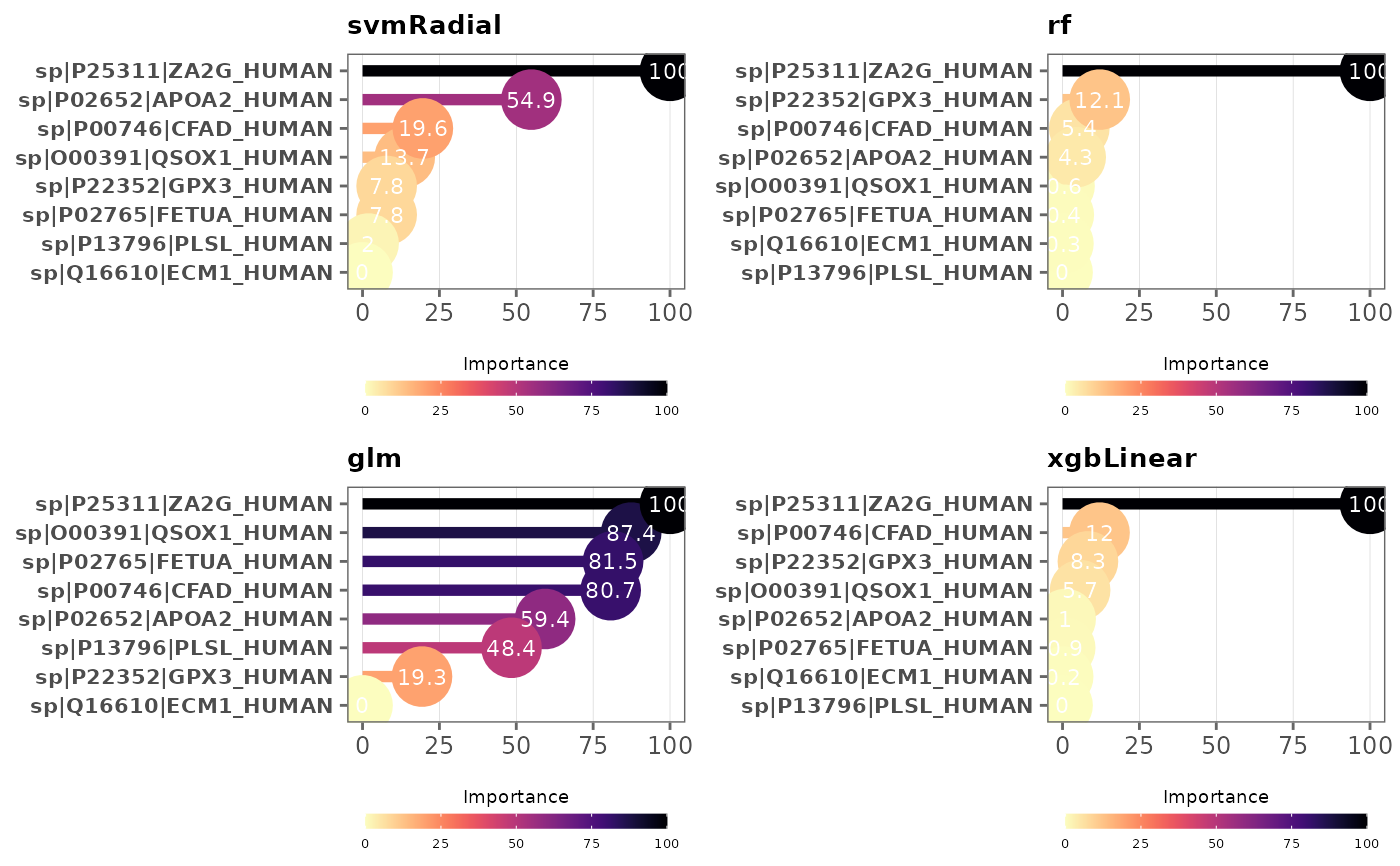 svmRadial
sp|P25311|ZA2G_HUMAN 100
sp|P02652|APOA2_HUMAN 54.9
sp|P00746|CFAD_HUMAN 19.6
sp|O00391|QSOX1_HUMAN 13.7
sp|P22352|GPX3_HUMAN 7.8
sp|P02765|FETUA_HUMAN 7.8
sp|P13796|PLSL_HUMAN 2
sp|Q16610|ECM1_HUMAN 0
0 25 50 75 100
Importance
0 25 50 75 100
rf
sp|P25311|ZA2G_HUMAN 100
sp|P22352|GPX3_HUMAN 12.1
sp|P00746|CFAD_HUMAN 5.4
sp|P02652|APOA2_HUMAN 4.3
sp|O00391|QSOX1_HUMAN 0.6
sp|P02765|FETUA_HUMAN 0.4
sp|Q16610|ECM1_HUMAN 0.3
sp|P13796|PLSL_HUMAN 0
0 25 50 75 100
Importance
0 25 50 75 100
glm
sp|P25311|ZA2G_HUMAN 100
sp|O00391|QSOX1_HUMAN 87.4
sp|P02765|FETUA_HUMAN 81.5
sp|P00746|CFAD_HUMAN 80.7
sp|P02652|APOA2_HUMAN 59.4
sp|P13796|PLSL_HUMAN 48.4
sp|P22352|GPX3_HUMAN 19.3
sp|Q16610|ECM1_HUMAN 0
0 25 50 75 100
Importance
0 25 50 75 100
xgbLinear
sp|P25311|ZA2G_HUMAN 100
sp|P00746|CFAD_HUMAN 12
sp|P22352|GPX3_HUMAN 8.3
sp|O00391|QSOX1_HUMAN 5.7
sp|P02652|APOA2_HUMAN 1
sp|P02765|FETUA_HUMAN 0.9
sp|Q16610|ECM1_HUMAN 0.2
sp|P13796|PLSL_HUMAN 0
0 25 50 75 100
Importance
0 25 50 75 100